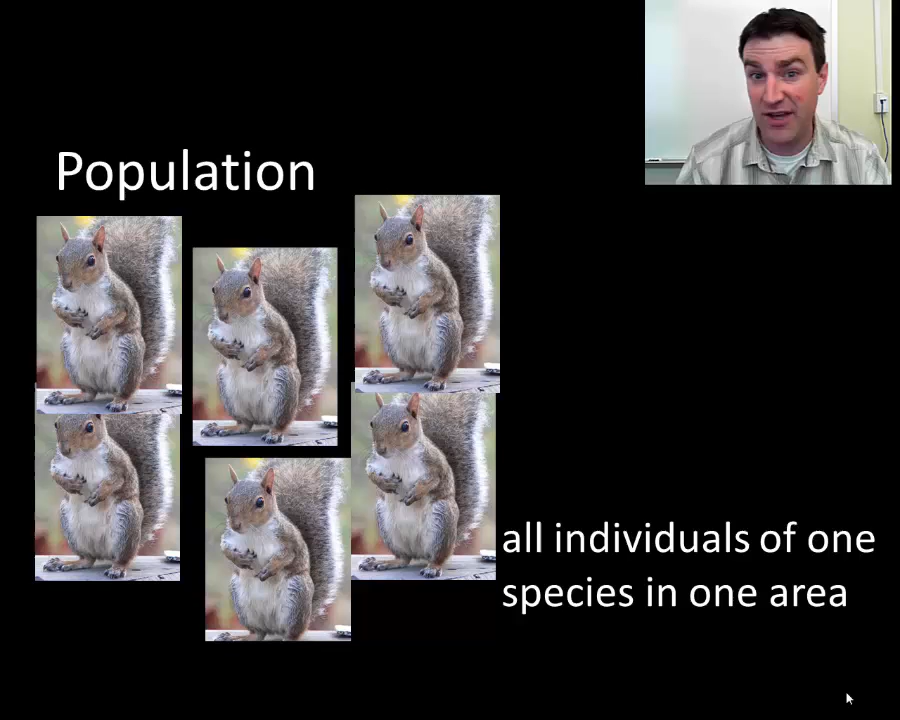 Population
all individuals of one
species in one area